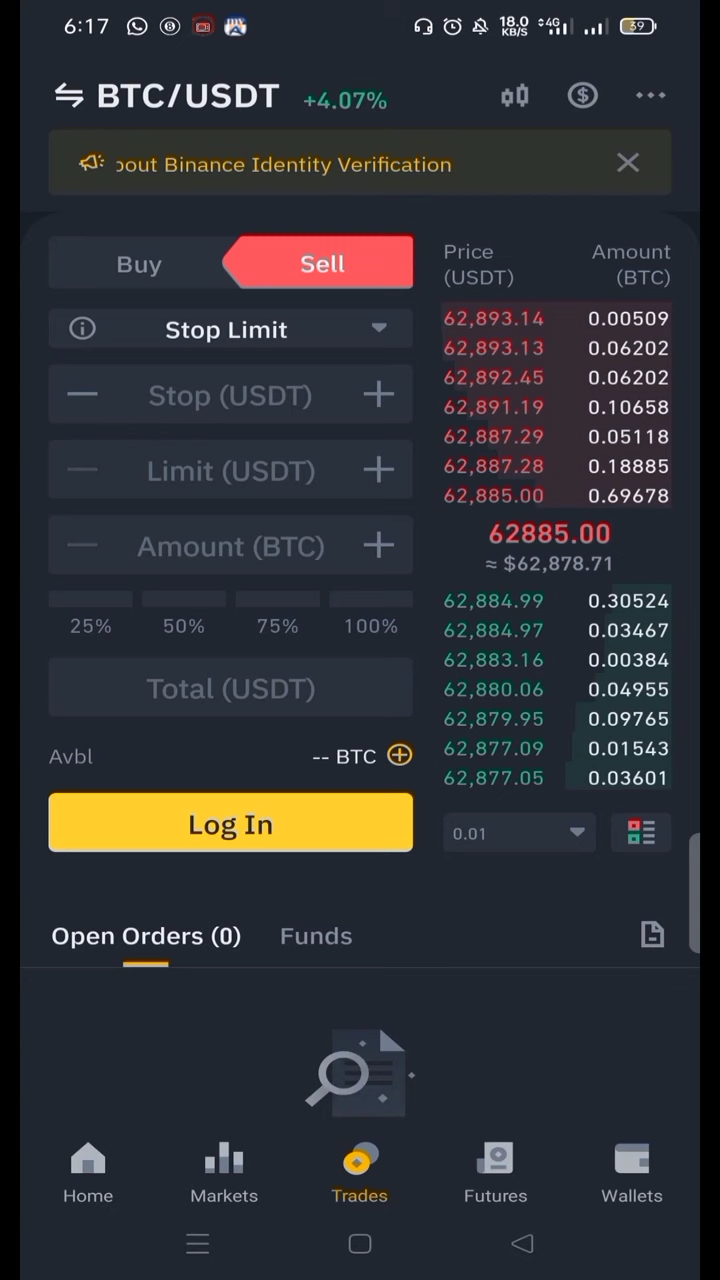 6:17 18.0 KB/S 4G 39
BTC/USDT +4.07%
bout Binance Identity Verification
Buy Sell
Price (USDT) Amount (BTC)
Stop Limit
Stop (USDT)
Limit (USDT)
Amount (BTC)
25% 50% 75% 100%
Total (USDT)
Avbl -- BTC
Log In
62,893.14 0.00509
62,893.13 0.06202
62,892.45 0.06202
62,891.19 0.10658
62,887.29 0.05118
62,887.28 0.18885
62,885.00 0.69678
62885.00
≈ $62,878.71
62,884.99 0.30524
62,884.97 0.03467
62,883.16 0.00384
62,880.06 0.04955
62,879.95 0.09765
62,877.09 0.01543
62,877.05 0.03601
0.01
Open Orders (0) Funds
Home Markets Trades Futures Wallets